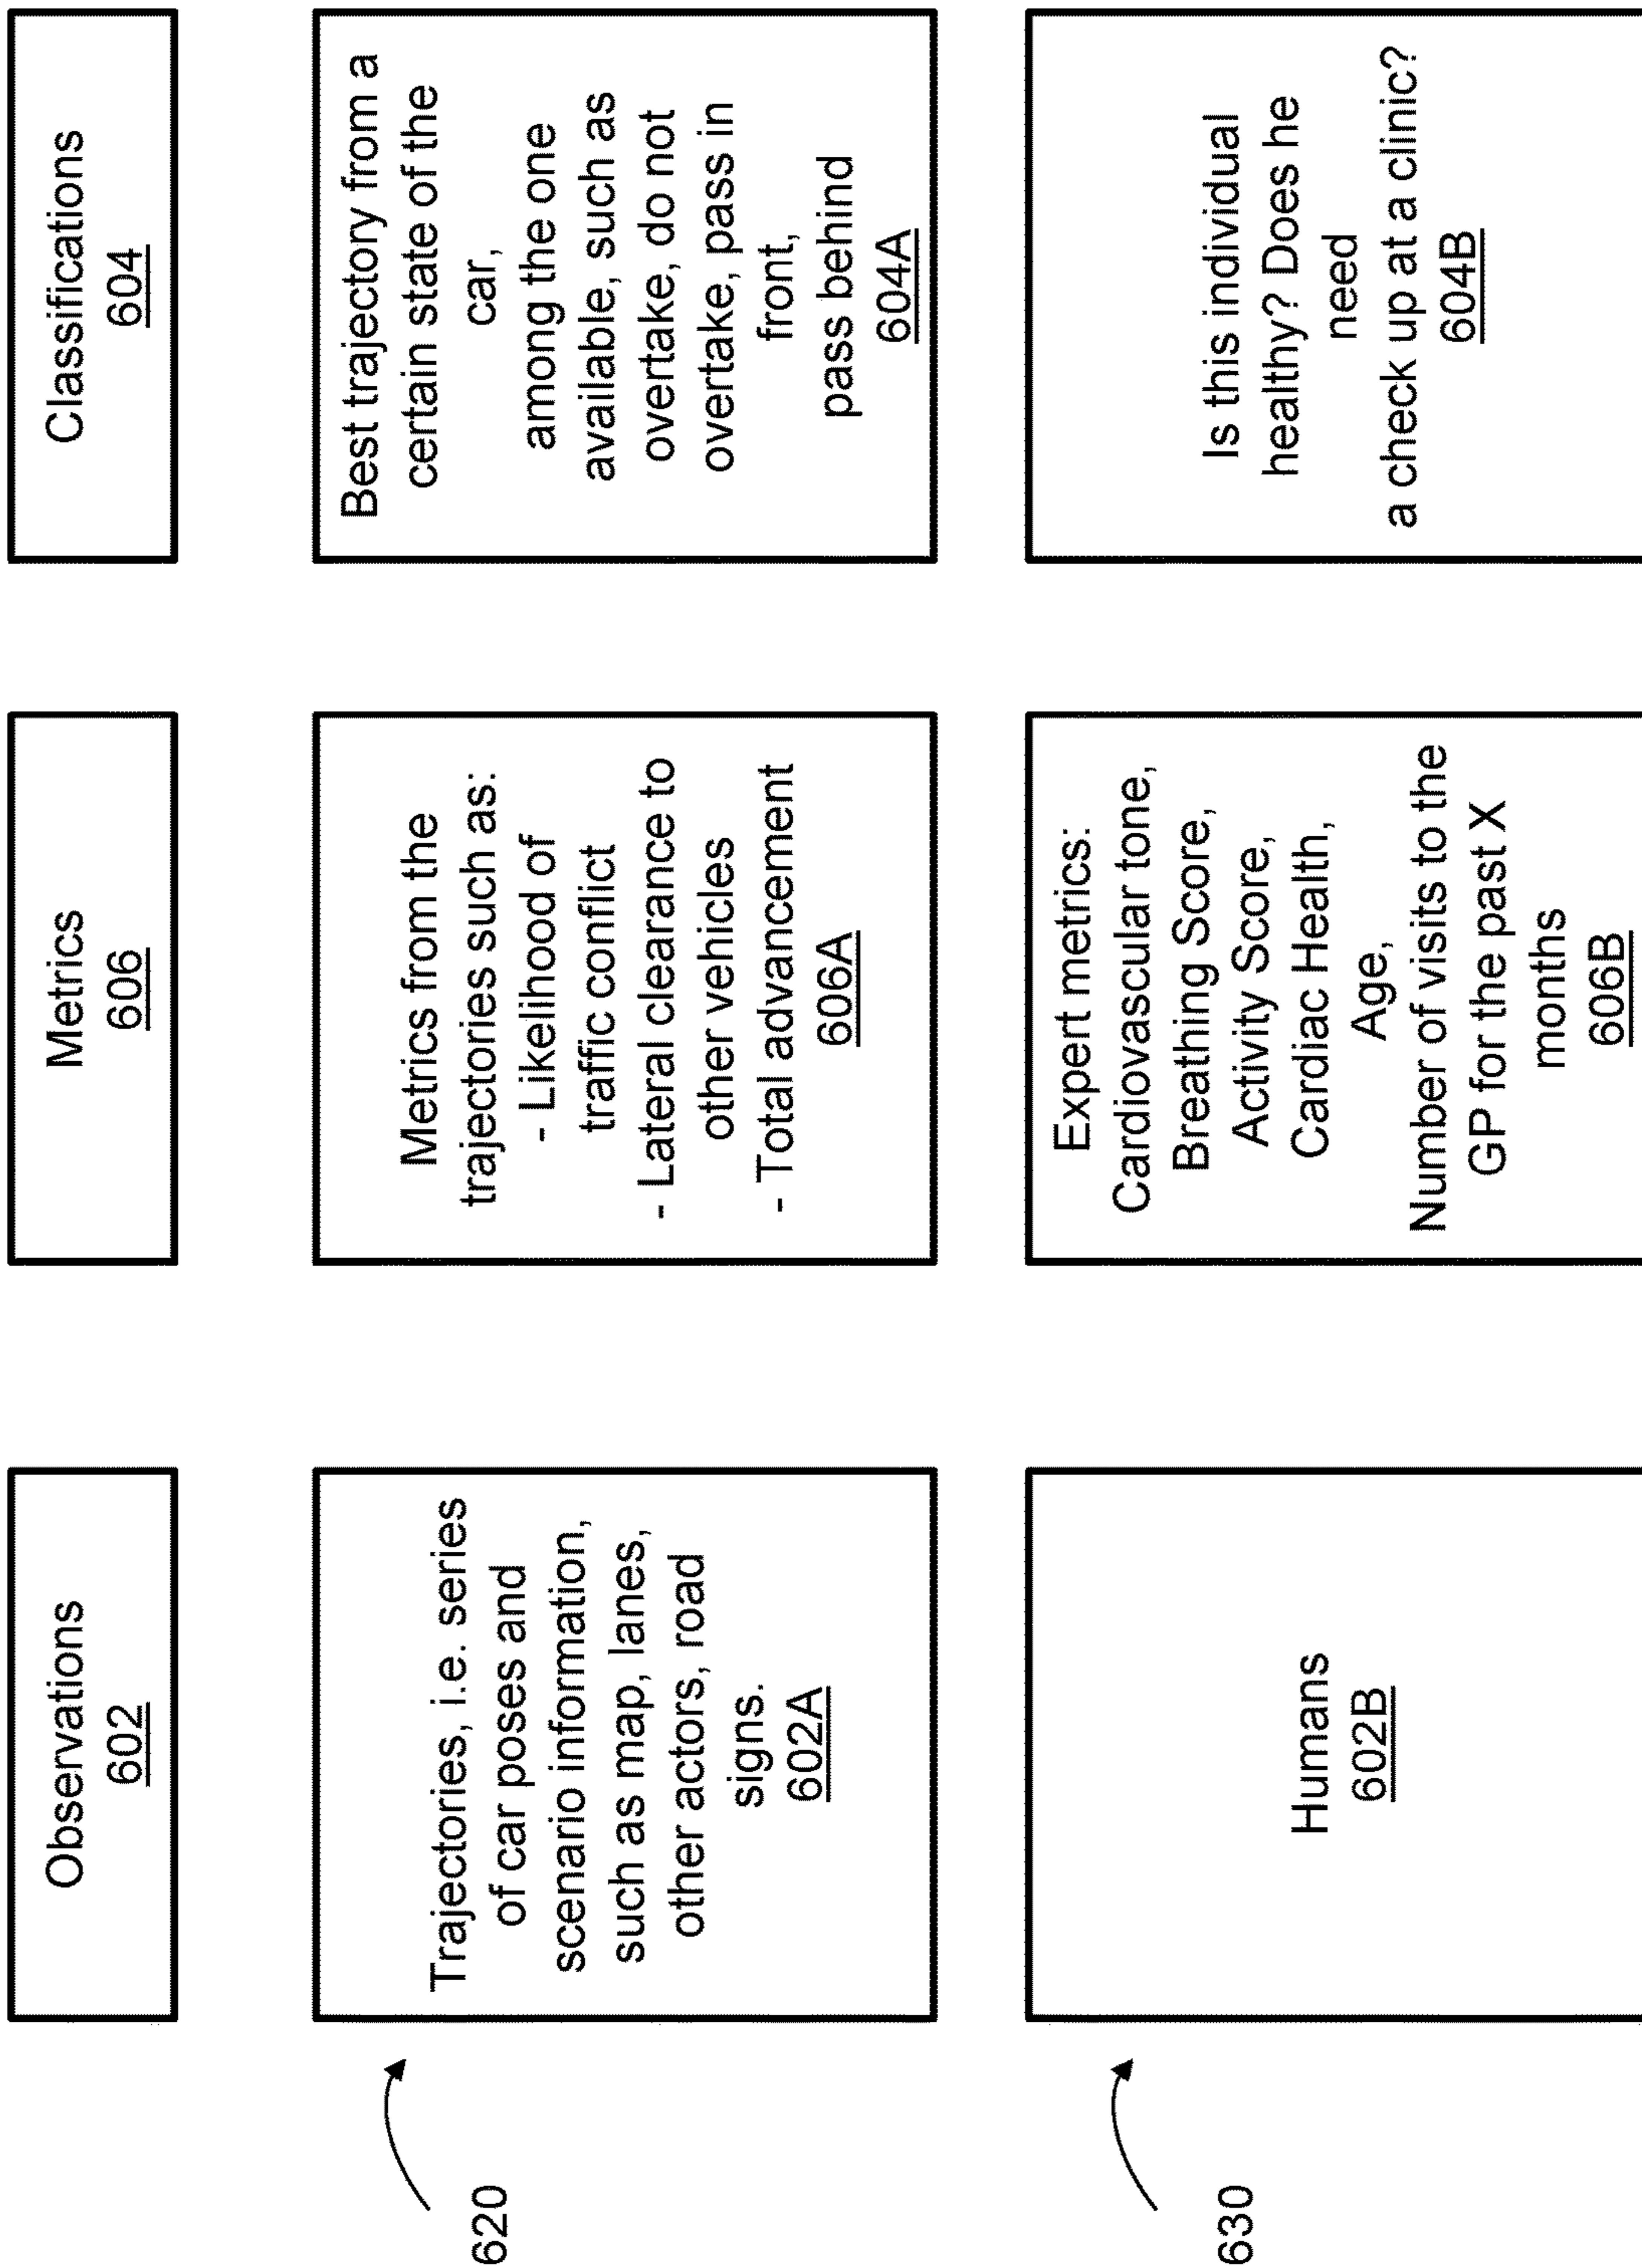 Observations
602
Metrics
606
Classifications
604
620
Trajectories, i.e. series
of car poses and
scenario information,
such as map, lanes,
other actors, road
signs.
602A
Metrics from the
trajectories such as:
- Likelihood of
traffic conflict
- Lateral clearance to
other vehicles
- Total advancement
606A
Best trajectory from a
certain state of the
car,
among the one
available, such as
overtake, do not
overtake, pass in
front,
pass behind
604A
630
Humans
602B
Expert metrics:
Cardiovascular tone,
Breathing Score,
Activity Score,
Cardiac Health,
Age,
Number of visits to the
GP for the past X
months
606B
Is this individual
healthy? Does he
need
a check up at a clinic?
604B